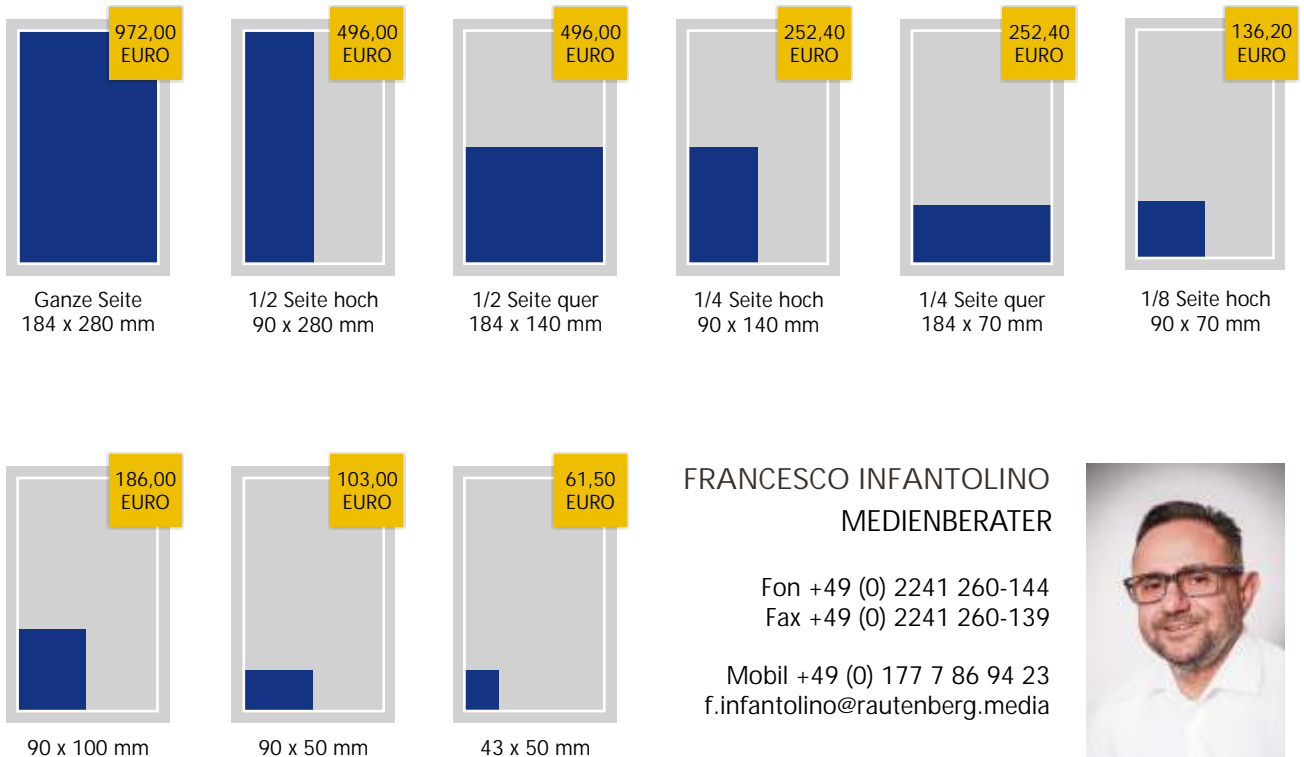 972,00
EURO
496,00
EURO
496,00
EURO
252,40
EURO
252,40
EURO
136,20
EURO
Ganze Seite
184 x 280 mm
1/2 Seite hoch
90 x 280 mm
1/2 Seite quer
184 x 140 mm
1/4 Seite hoch
90 x 140 mm
1/4 Seite quer
184 x 70 mm
1/8 Seite hoch
90 x 70 mm
186,00
EURO
103,00
EURO
61,50
EURO
90 x 100 mm
90 x 50 mm
43 x 50 mm
FRANCESCO INFANTOLINO
MEDIENBERATER
Fon +49 (0) 2241 260-144
Fax +49 (0) 2241 260-139
Mobil +49 (0) 177 7 86 94 23
f.infantolino@rautenberg.media